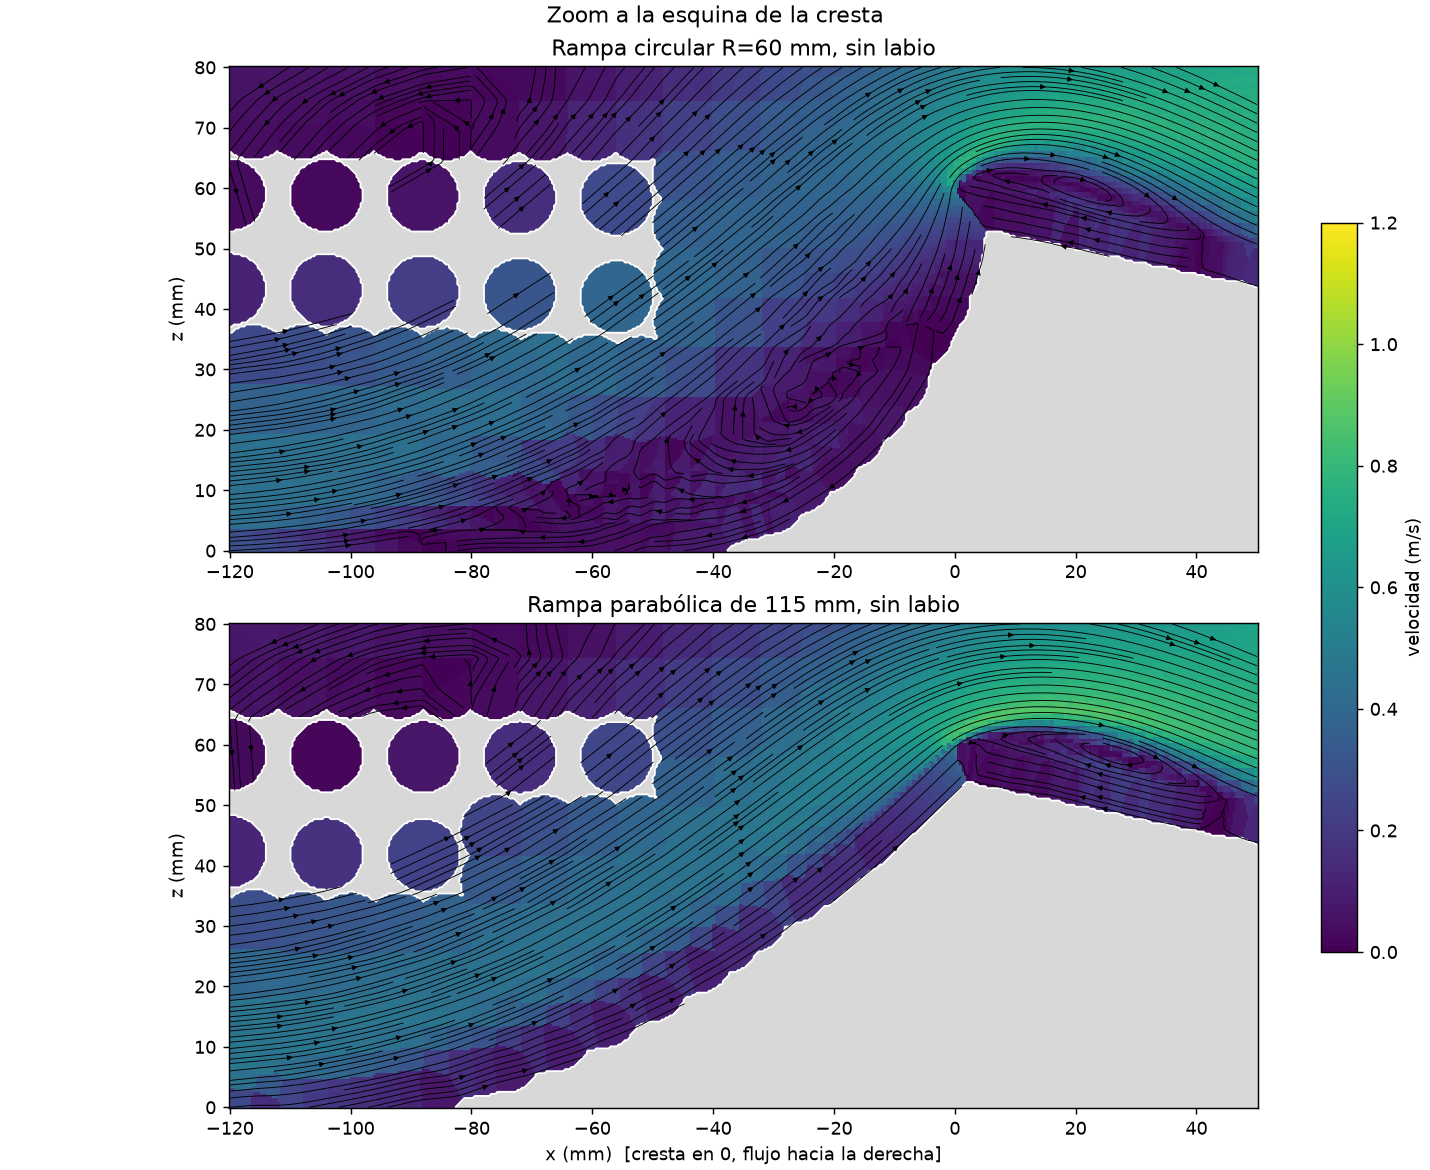 Zoom a la esquina de la cresta
Rampa circular R=60 mm, sin labio
80
70
60
50
40
30
20
10
0
z (mm)
−120 −100 −80 −60 −40 −20 0 20 40
Rampa parabólica de 115 mm, sin labio
80
70
60
50
40
30
20
10
0
z (mm)
−120 −100 −80 −60 −40 −20 0 20 40
x (mm)  [cresta en 0, flujo hacia la derecha]
1.2
1.0
0.8
0.6
0.4
0.2
0.0
velocidad (m/s)